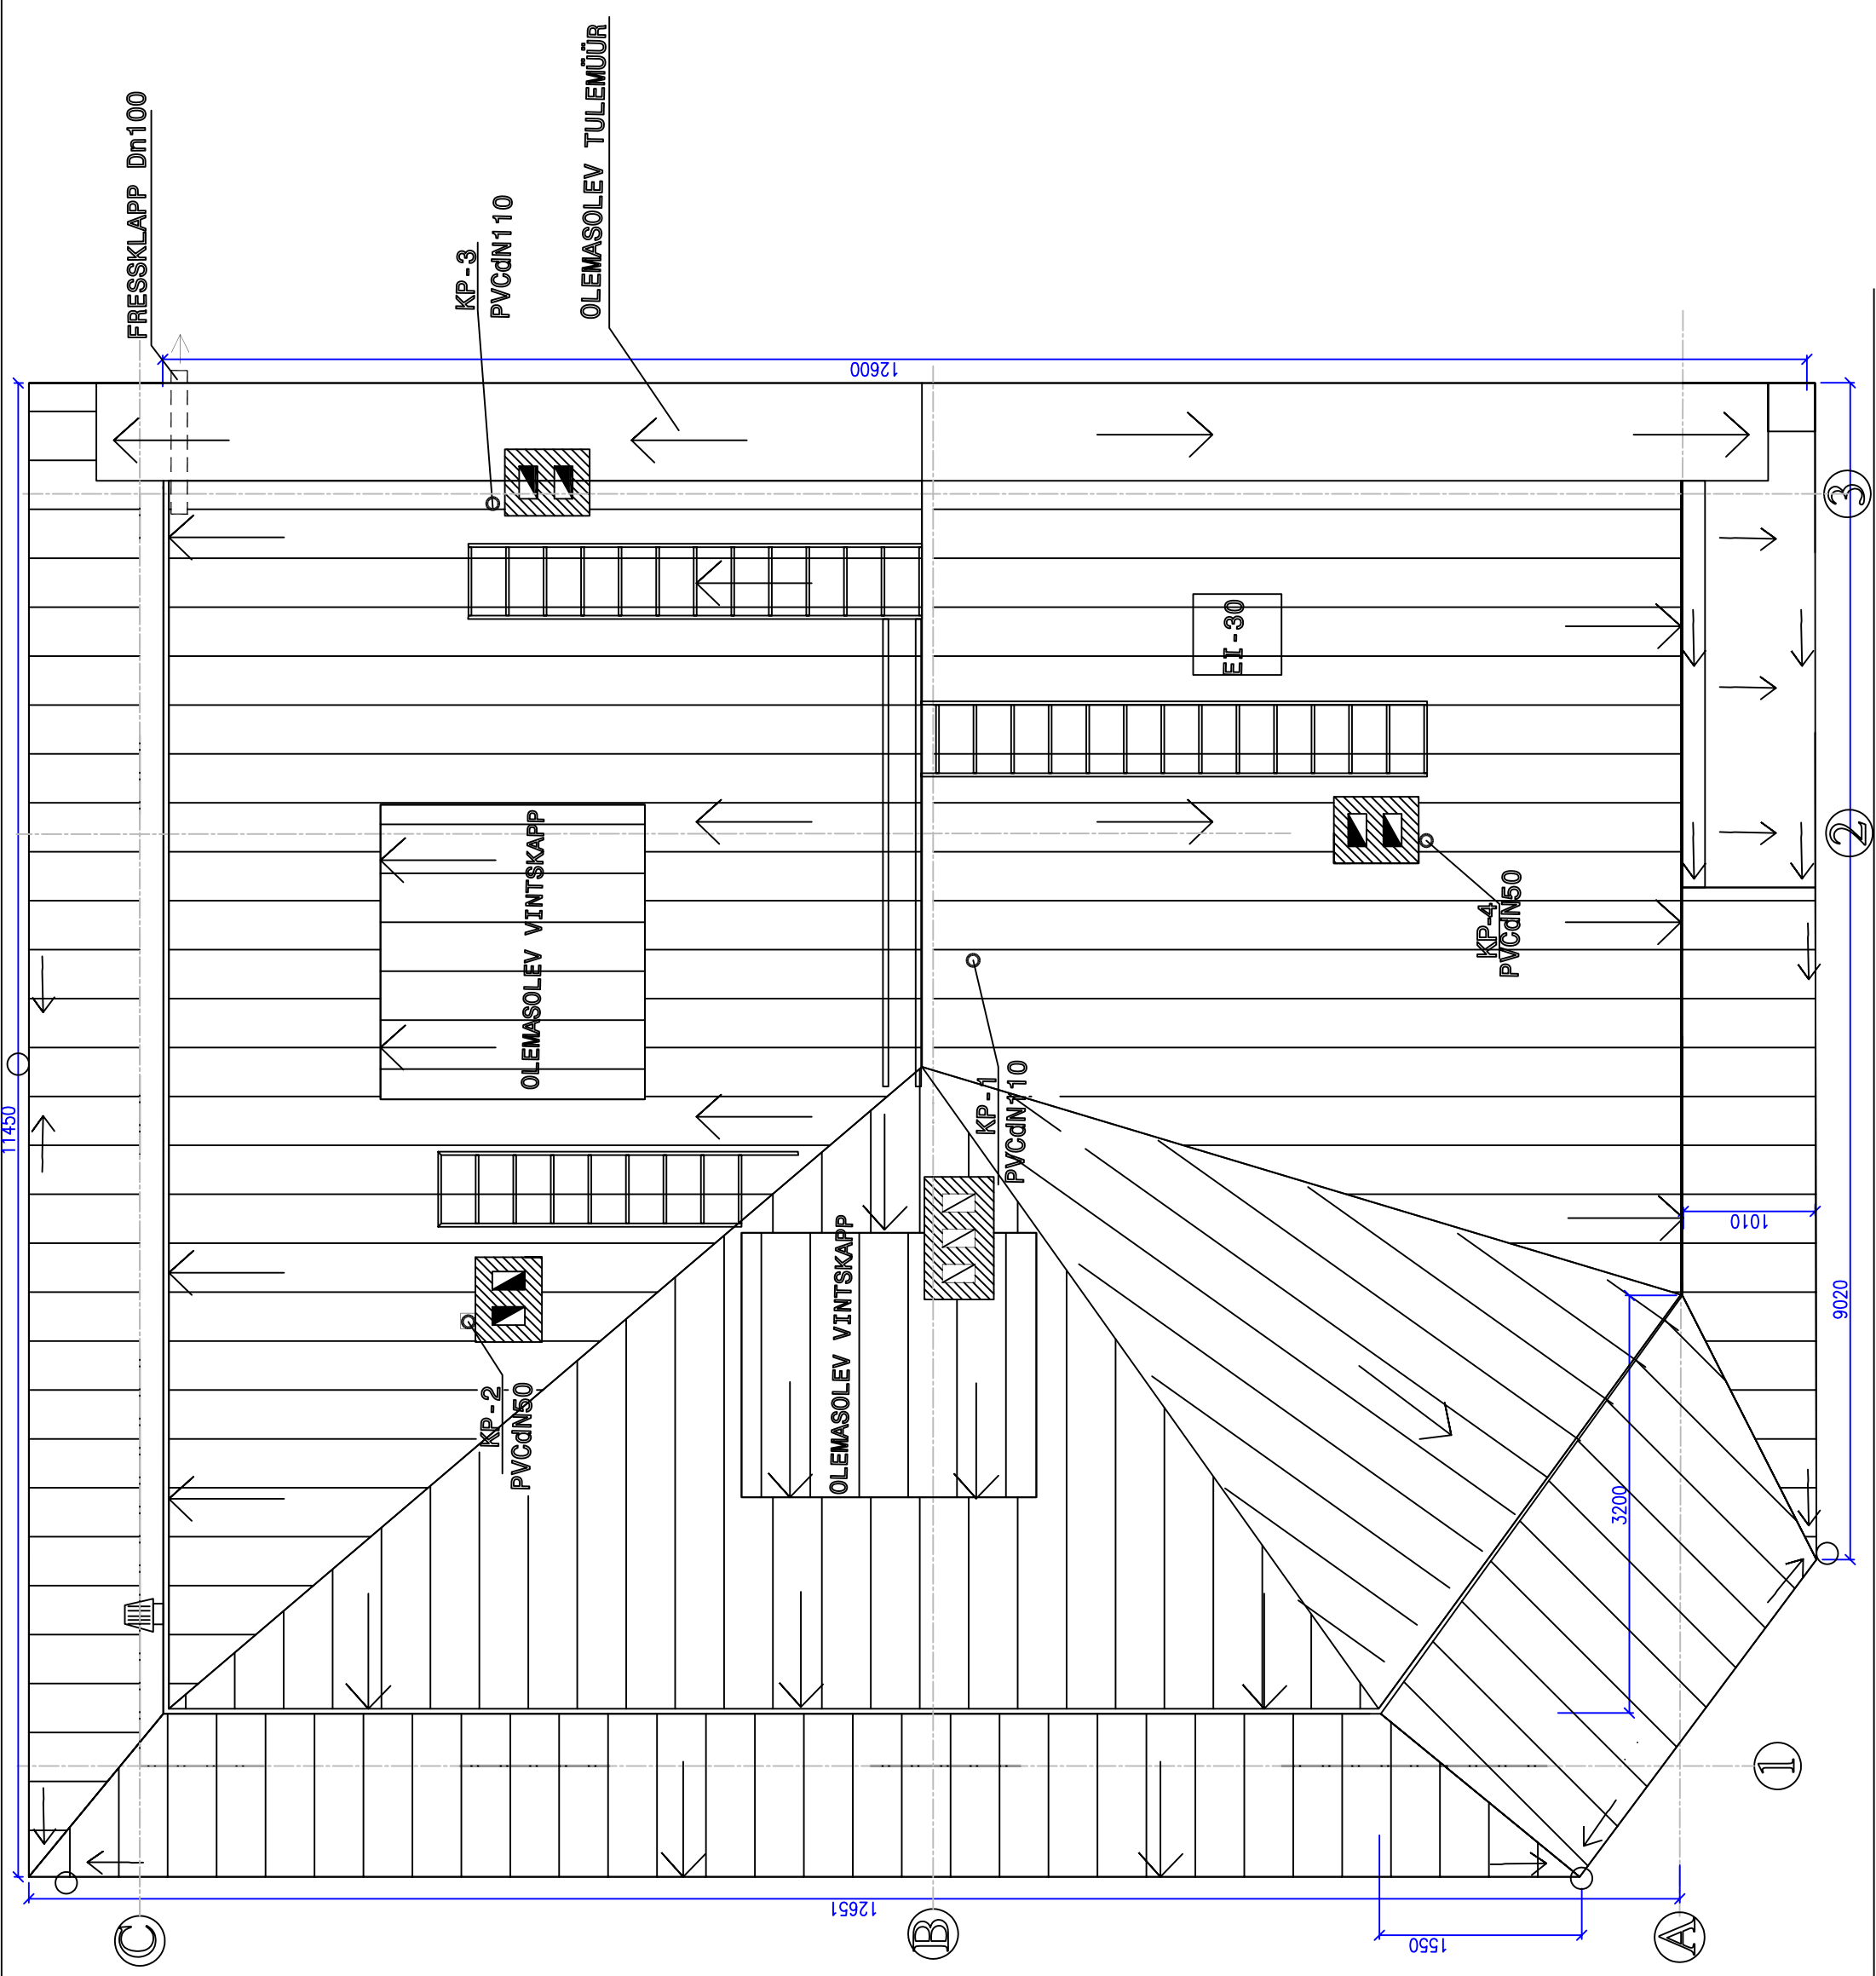 FRESSKLAPP Dn100
KP-3
PVCdN110
OLEMASOLEV TULEMÜÜR
12600
11450
OLEMASOLEV VINTSKAPP
EI-30
3
2
KP-4
PVCdN50
KP-1
PVCdN110
OLEMASOLEV VINTSKAPP
KP-2
PVCdN50
1010
9020
3200
1
12651
1550
C
B
A